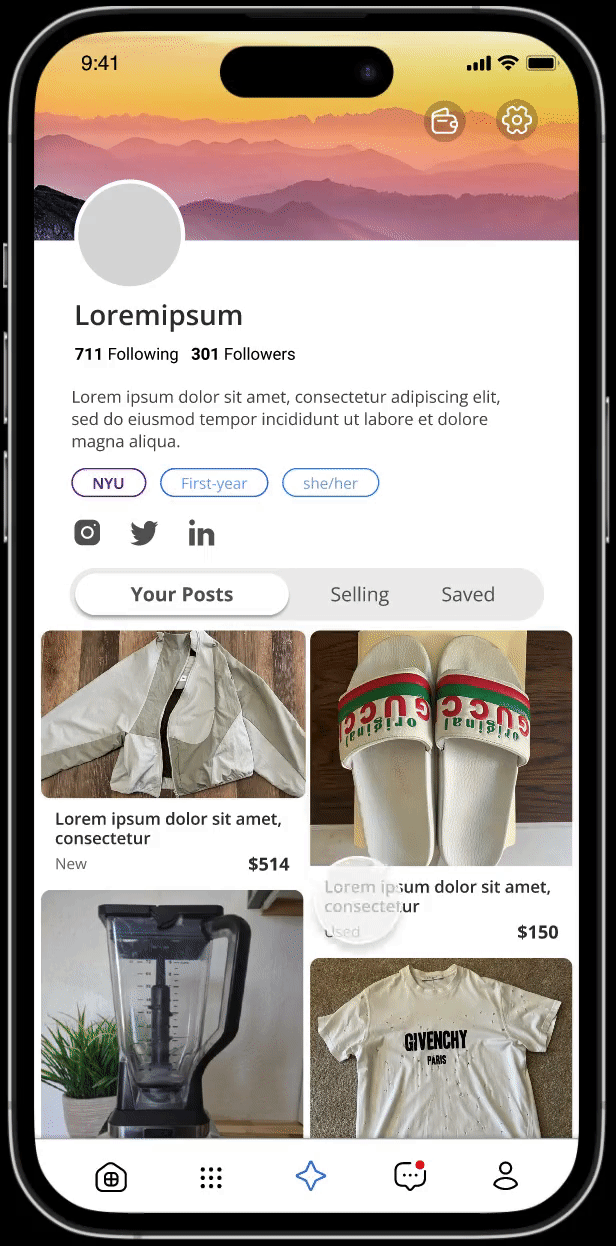 9:41
Loremipsum
711 Following 301 Followers
Lorem ipsum dolor sit amet, consectetur adipiscing elit,
sed do eiusmod tempor incididunt ut labore et dolore
magna aliqua.
NYU First-year she/her
Your Posts Selling Saved
GUCCI original GUCCI original
Lorem ipsum dolor sit amet,
consectetur
New $514
Lorem ipsum dolor sit amet,
consectetur
Used $150
GIVENCHY
PARIS